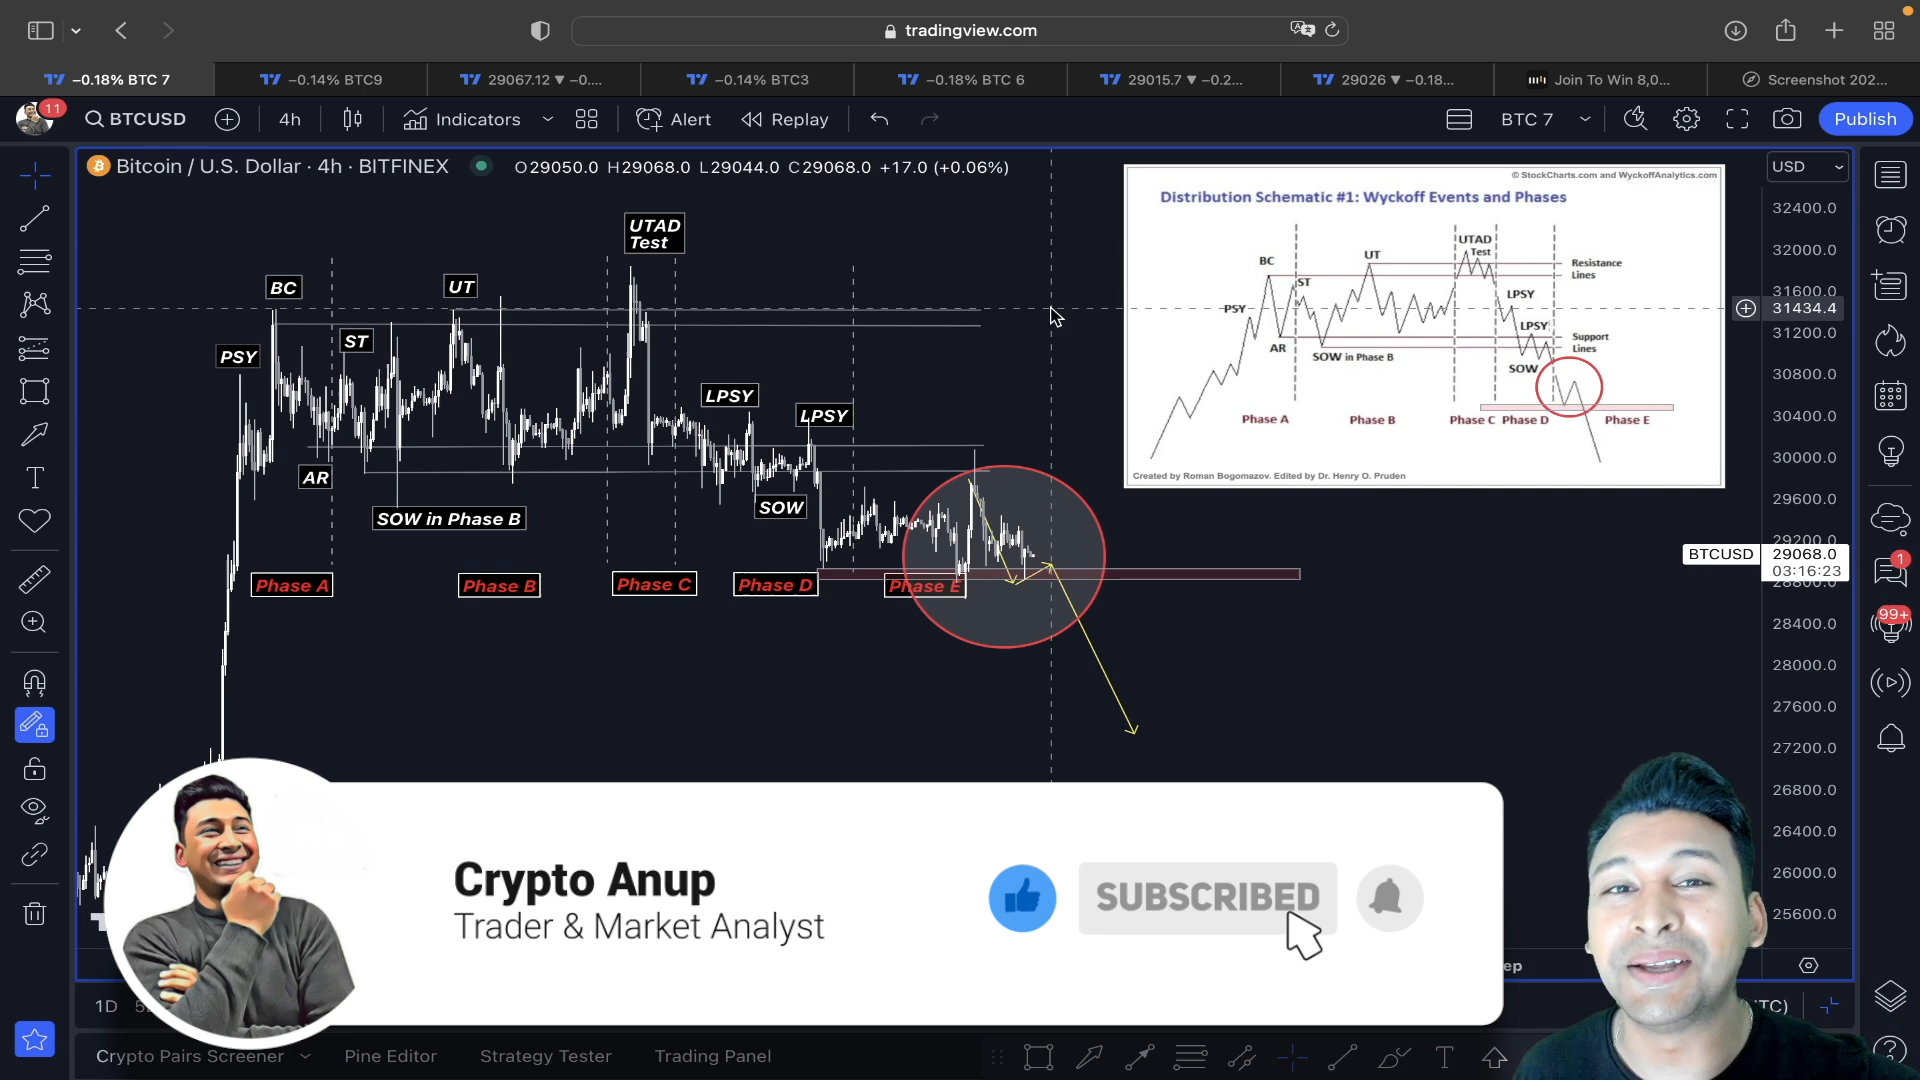 tradingview.com
−0.18% BTC 7
−0.14% BTC9
29067.12 ▼ −0....
−0.14% BTC3
−0.18% BTC 6
29015.7 ▼ −0.2...
29026 ▼ −0.18...
Join To Win 8,0...
Screenshot 202...
11
BTCUSD
4h
Indicators
Alert
Replay
BTC 7
Publish
Bitcoin / U.S. Dollar · 4h · BITFINEX
O29050.0 H29068.0 L29044.0 C29068.0 +17.0 (+0.06%)
USD
32400.0
32000.0
31600.0
31434.4
31200.0
30800.0
30400.0
30000.0
29600.0
29200.0
BTCUSD
29068.0
03:16:23
28800.0
28400.0
28000.0
27600.0
27200.0
26800.0
26400.0
26000.0
25600.0
UTAD
Test
BC
UT
ST
PSY
LPSY
LPSY
AR
SOW
SOW in Phase B
Phase A
Phase B
Phase C
Phase D
Phase E
© StockCharts.com and WyckoffAnalytics.com
Distribution Schematic #1: Wyckoff Events and Phases
UTAD
Test
BC
UT
Resistance
Lines
ST
LPSY
PSY
LPSY
Support
Lines
AR
SOW in Phase B
SOW
Phase A
Phase B
Phase C
Phase D
Phase E
Created by Roman Bogomazov. Edited by Dr. Henry O. Pruden
1
99+
Crypto Anup
Trader & Market Analyst
SUBSCRIBED
ep
1D
TC)
Crypto Pairs Screener
Pine Editor
Strategy Tester
Trading Panel